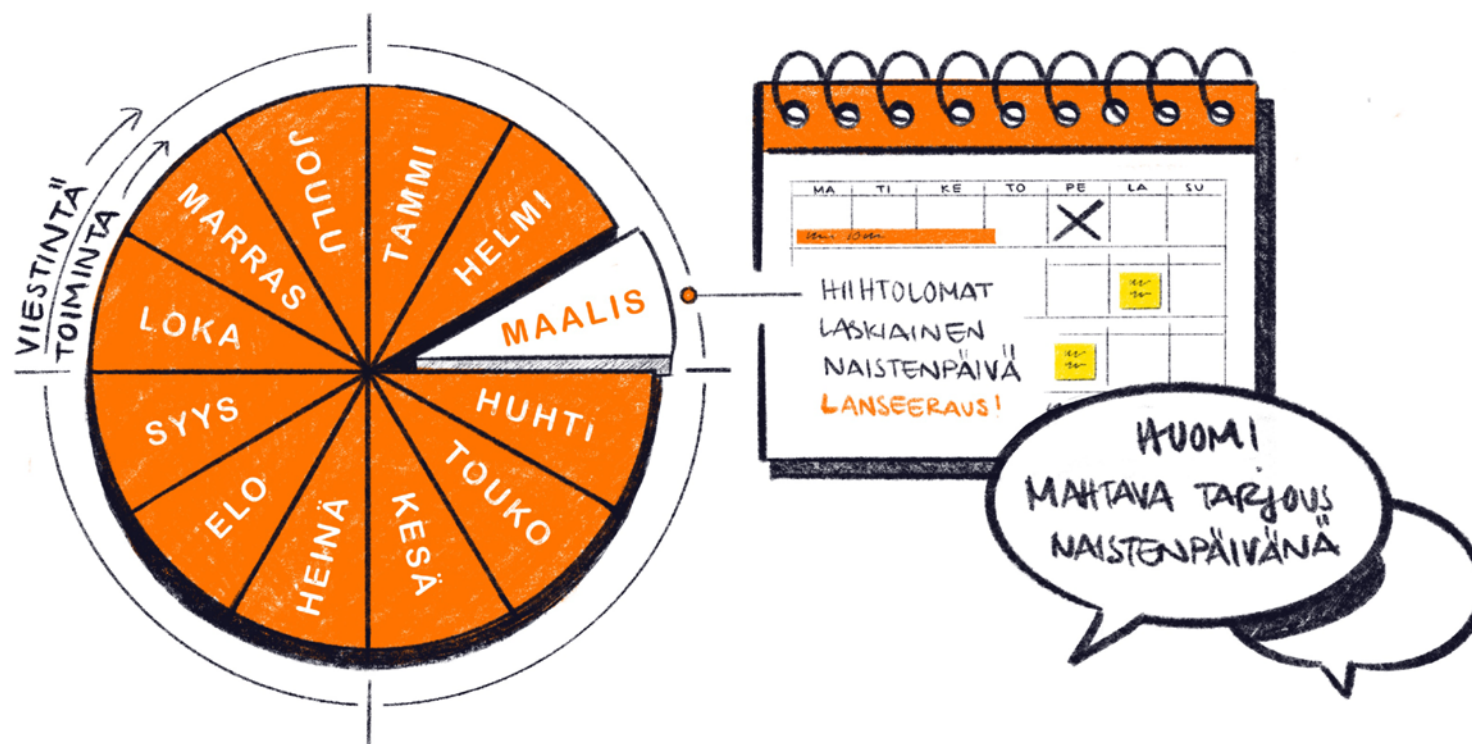 VIESTINTÄ
TOIMINTA
TAMMI
HELMI
MAALIS
HUHTI
TOUKO
KESÄ
HEINÄ
ELO
SYYS
LOKA
MARRAS
JOULU
MA TI KE TO PE LA SU
HIIHTOLOMAT
LASKIAINEN
NAISTENPÄIVÄ
LANSEERAUS!
HUOMI
MAHTAVA TARJOUS
NAISTENPÄIVÄNÄ